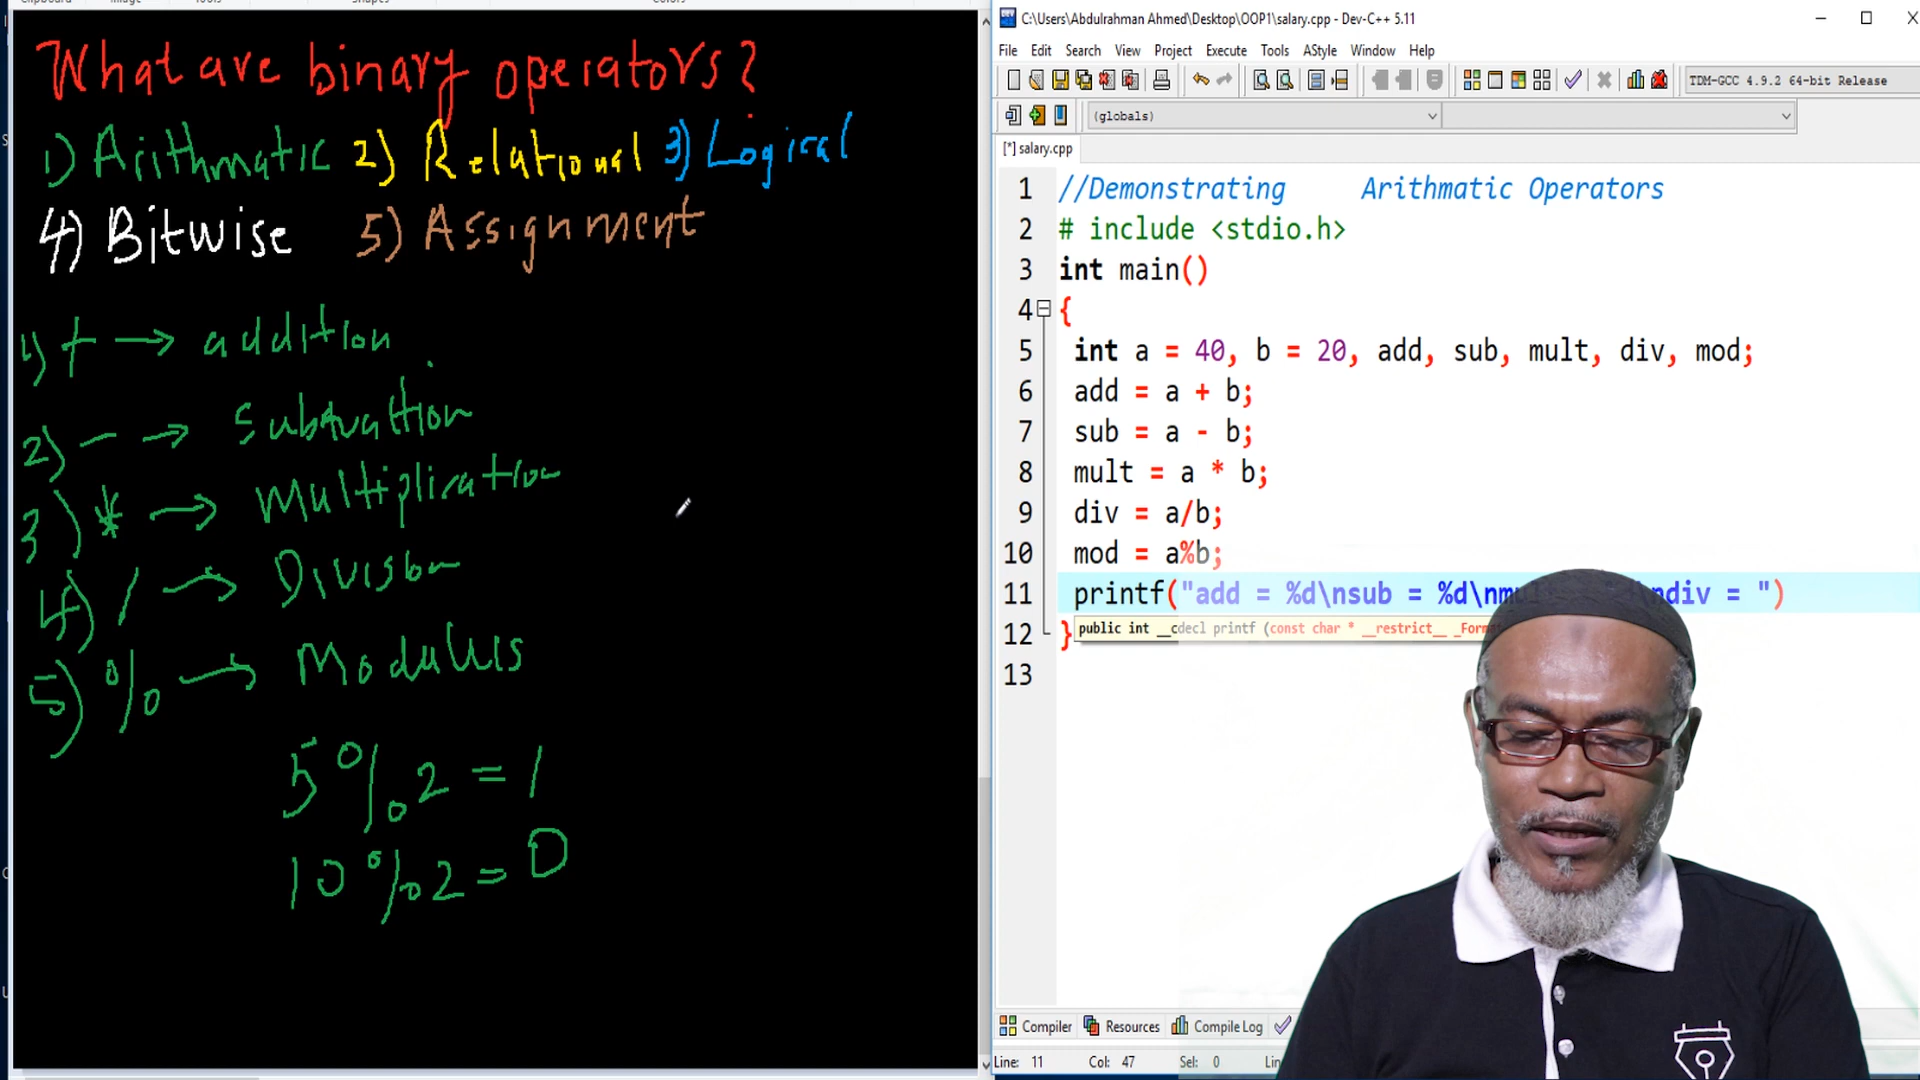 What are binary operators?
1) Arithmatic 2) Relational 3) Logical
4) Bitwise 5) Assignment
1) + → addition
2) - → Subtraction
3) * → Multiplication
4) / → Division
5) % → Modulus
5 % 2 = 1
10 % 2 = 0
C:\Users\Abdulrahman Ahmed\Desktop\OOP1\salary.cpp - Dev-C++ 5.11
File Edit Search View Project Execute Tools AStyle Window Help
TDM-GCC 4.9.2 64-bit Release
(globals)
[*] salary.cpp
1 //Demonstrating Arithmatic Operators
2 # include <stdio.h>
3 int main()
4 {
5 int a = 40, b = 20, add, sub, mult, div, mod;
6 add = a + b;
7 sub = a - b;
8 mult = a * b;
9 div = a/b;
10 mod = a%b;
11 printf("add = %d\nsub = %d\nmul \ndiv = ")
public int __cdecl printf (const char * __restrict__ _Form
12 }
13
Compiler Resources Compile Log
Line: 11 Col: 47 Sel: 0